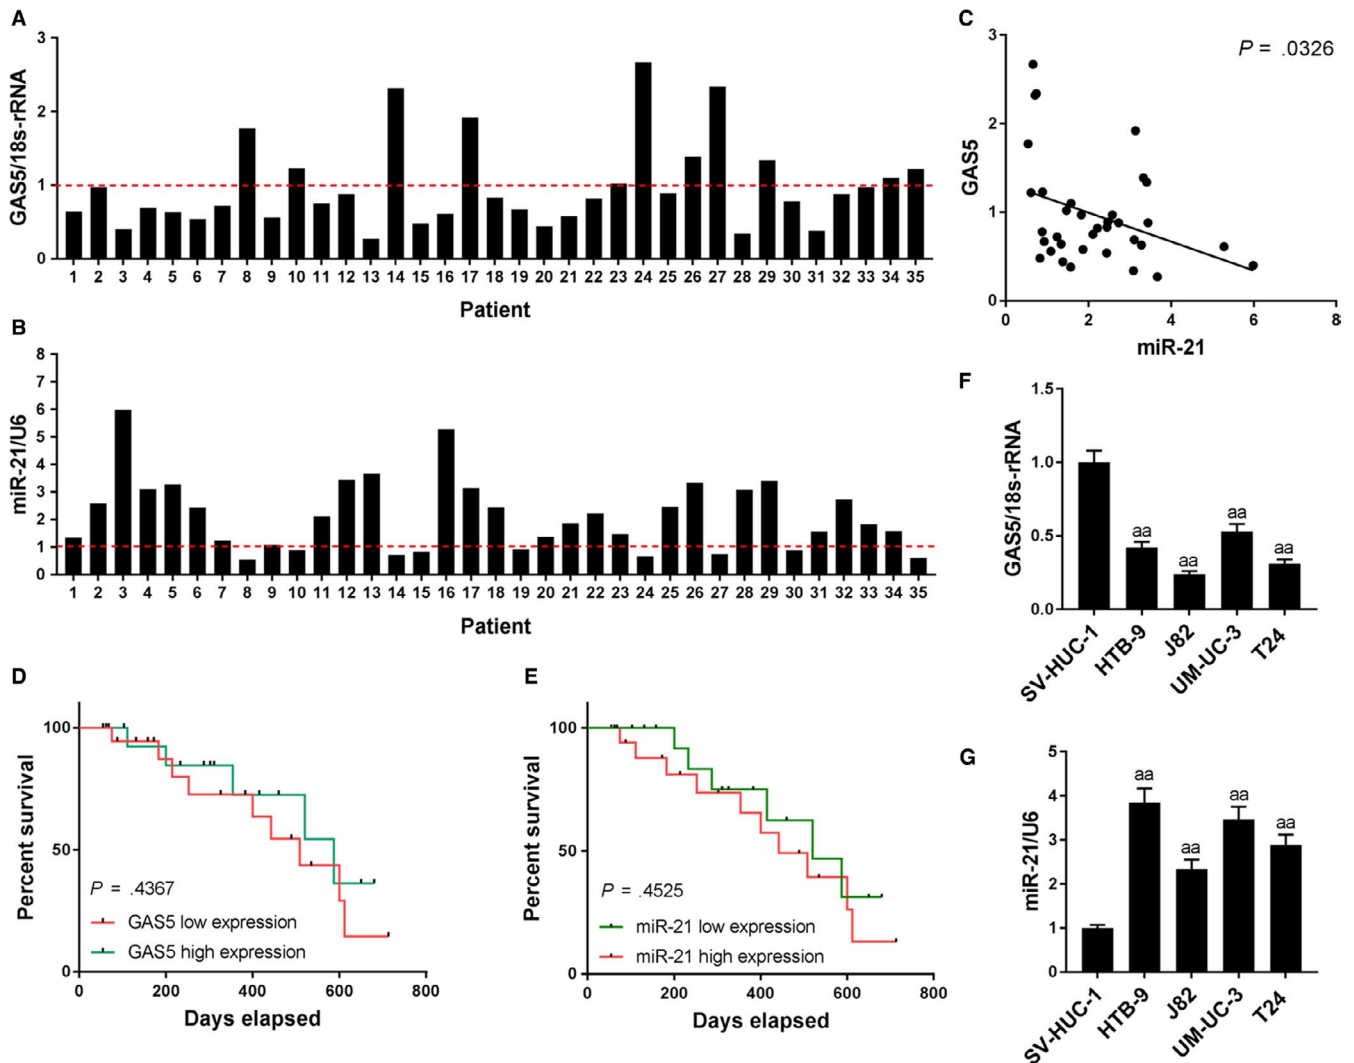 A
GAS5/18s-rRNA
3
2
1
0
1 2 3 4 5 6 7 8 9 10 11 12 13 14 15 16 17 18 19 20 21 22 23 24 25 26 27 28 29 30 31 32 33 34 35
Patient
B
miR-21/U6
8
7
6
5
4
3
2
1
0
1 2 3 4 5 6 7 8 9 10 11 12 13 14 15 16 17 18 19 20 21 22 23 24 25 26 27 28 29 30 31 32 33 34 35
Patient
C
P = .0326
GAS5
3
2
1
0
0 2 4 6 8
miR-21
D
Percent survival
100
50
0
P = .4367
GAS5 low expression
GAS5 high expression
0 200 400 600 800
Days elapsed
E
Percent survival
100
50
0
P = .4525
miR-21 low expression
miR-21 high expression
0 200 400 600 800
Days elapsed
F
GAS5/18s-rRNA
1.5
1.0
0.5
0.0
aa aa aa aa
SV-HUC-1 HTB-9 J82 UM-UC-3 T24
G
miR-21/U6
5
4
3
2
1
0
aa aa aa aa
SV-HUC-1 HTB-9 J82 UM-UC-3 T24